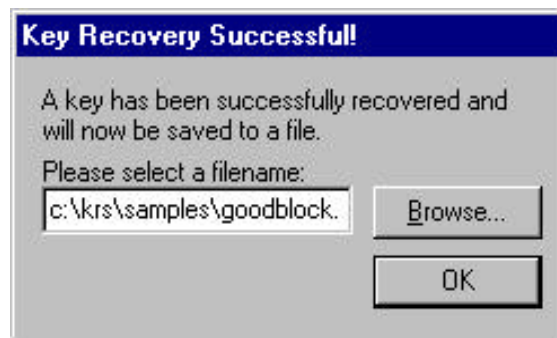 Key Recovery Successful!
A key has been successfully recovered and
will now be saved to a file.
Please select a filename:
c:\krs\samples\goodblock.
Browse...
OK